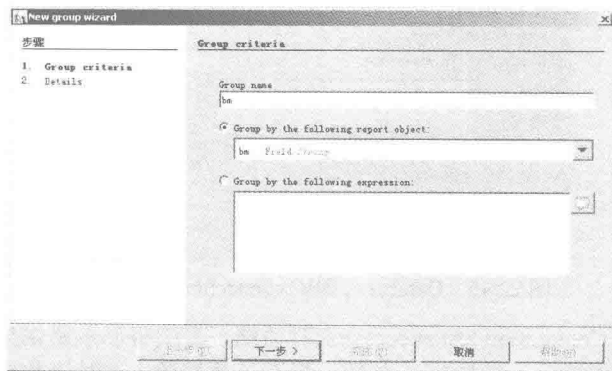 New group wizard
步骤
1. Group criteria
2. Details
Group criteria
Group name
bm
Group by the following report object:
bm Field
Group by the following expression:
下一步 >
取消